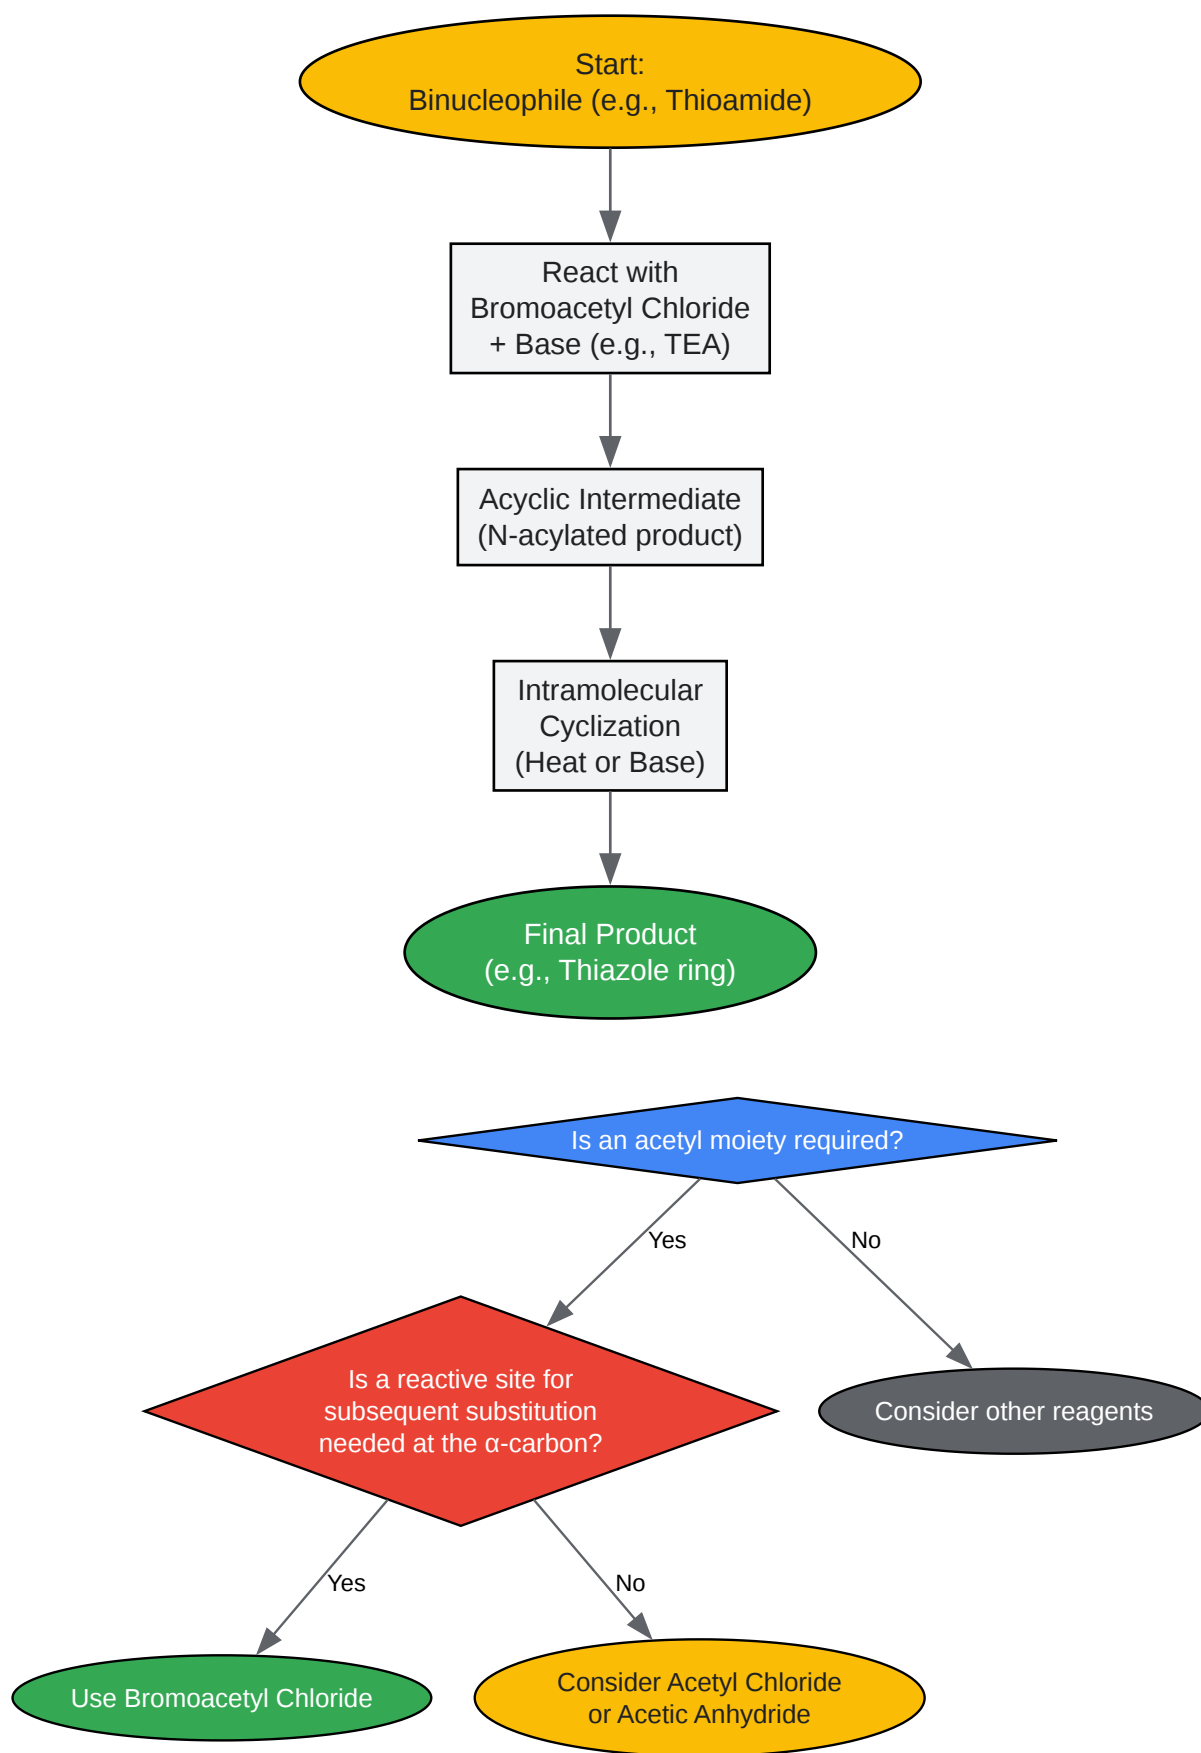 Start:
Binucleophile (e.g., Thioamide)
React with
Bromoacetyl Chloride
+ Base (e.g., TEA)
Acyclic Intermediate
(N-acylated product)
Intramolecular
Cyclization
(Heat or Base)
Final Product
(e.g., Thiazole ring)
Is an acetyl moiety required?
Yes
No
Is a reactive site for
subsequent substitution
needed at the α-carbon?
Consider other reagents
Yes
No
Use Bromoacetyl Chloride
Consider Acetyl Chloride
or Acetic Anhydride